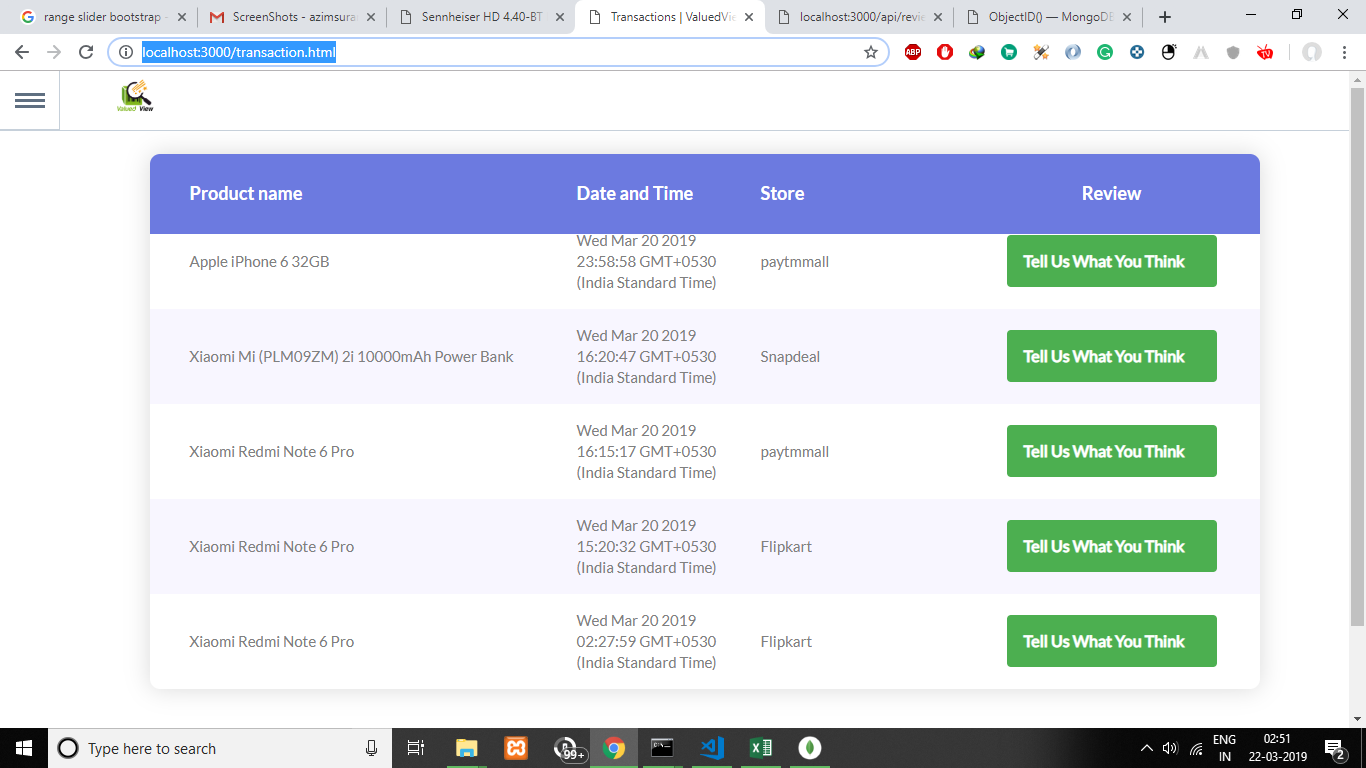 range slider bootstrap -
ScreenShots - azimsura
Sennheiser HD 4.40-BT
Transactions | ValuedVie
localhost:3000/api/revie
ObjectID() — MongoDB
localhost:3000/transaction.html
ABP
TV
Valued View
Product name
Date and Time
Store
Review
Apple iPhone 6 32GB
Wed Mar 20 2019
23:58:58 GMT+0530
(India Standard Time)
paytmmall
Tell Us What You Think
Xiaomi Mi (PLM09ZM) 2i 10000mAh Power Bank
Wed Mar 20 2019
16:20:47 GMT+0530
(India Standard Time)
Snapdeal
Tell Us What You Think
Xiaomi Redmi Note 6 Pro
Wed Mar 20 2019
16:15:17 GMT+0530
(India Standard Time)
paytmmall
Tell Us What You Think
Xiaomi Redmi Note 6 Pro
Wed Mar 20 2019
15:20:32 GMT+0530
(India Standard Time)
Flipkart
Tell Us What You Think
Xiaomi Redmi Note 6 Pro
Wed Mar 20 2019
02:27:59 GMT+0530
(India Standard Time)
Flipkart
Tell Us What You Think
Type here to search
99+
ENG
IN
02:51
22-03-2019
2